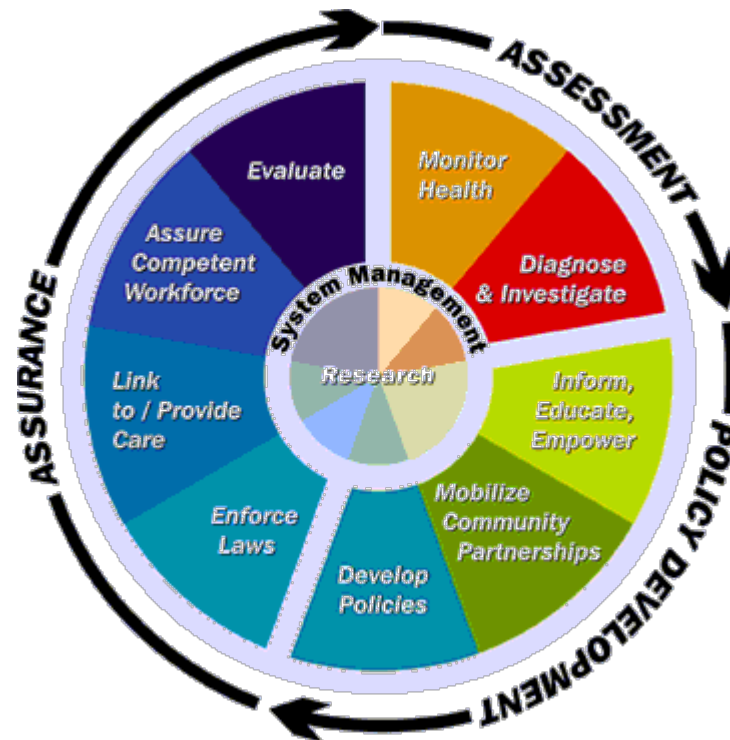 ASSESSMENT
POLICY DEVELOPMENT
ASSURANCE
Monitor
Health
Diagnose
& Investigate
Inform,
Educate,
Empower
Mobilize
Community
Partnerships
Develop
Policies
Enforce
Laws
Link
to / Provide
Care
Assure
Competent
Workforce
Evaluate
System Management
Research